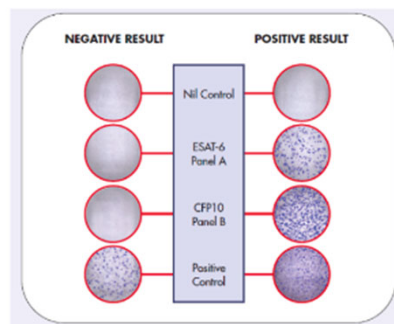 NEGATIVE RESULT
POSITIVE RESULT
Nil Control
ESAT-6
Panel A
CFP10
Panel B
Positive
Control